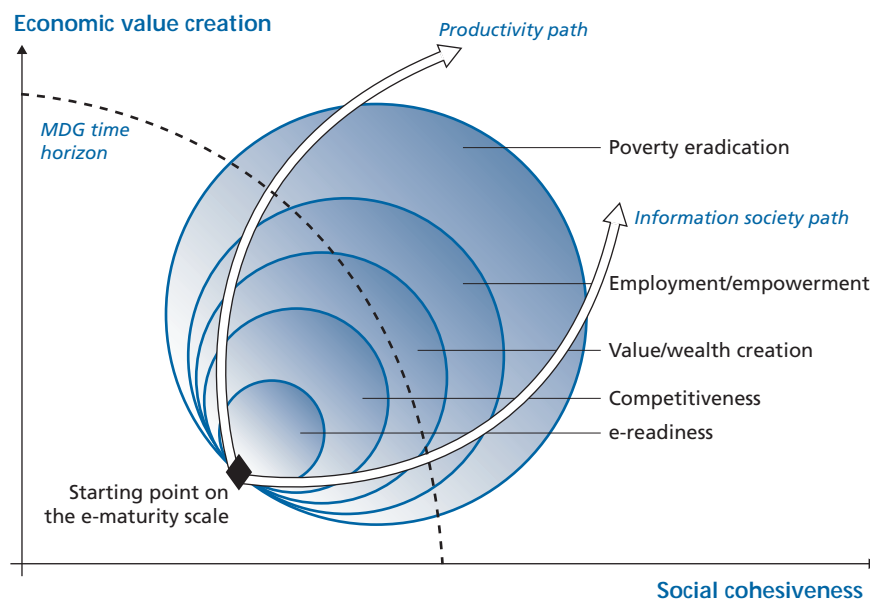 Economic value creation
Productivity path
MDG time
horizon
Poverty eradication
Information society path
Employment/empowerment
Value/wealth creation
Competitiveness
e-readiness
Starting point on
the e-maturity scale
Social cohesiveness